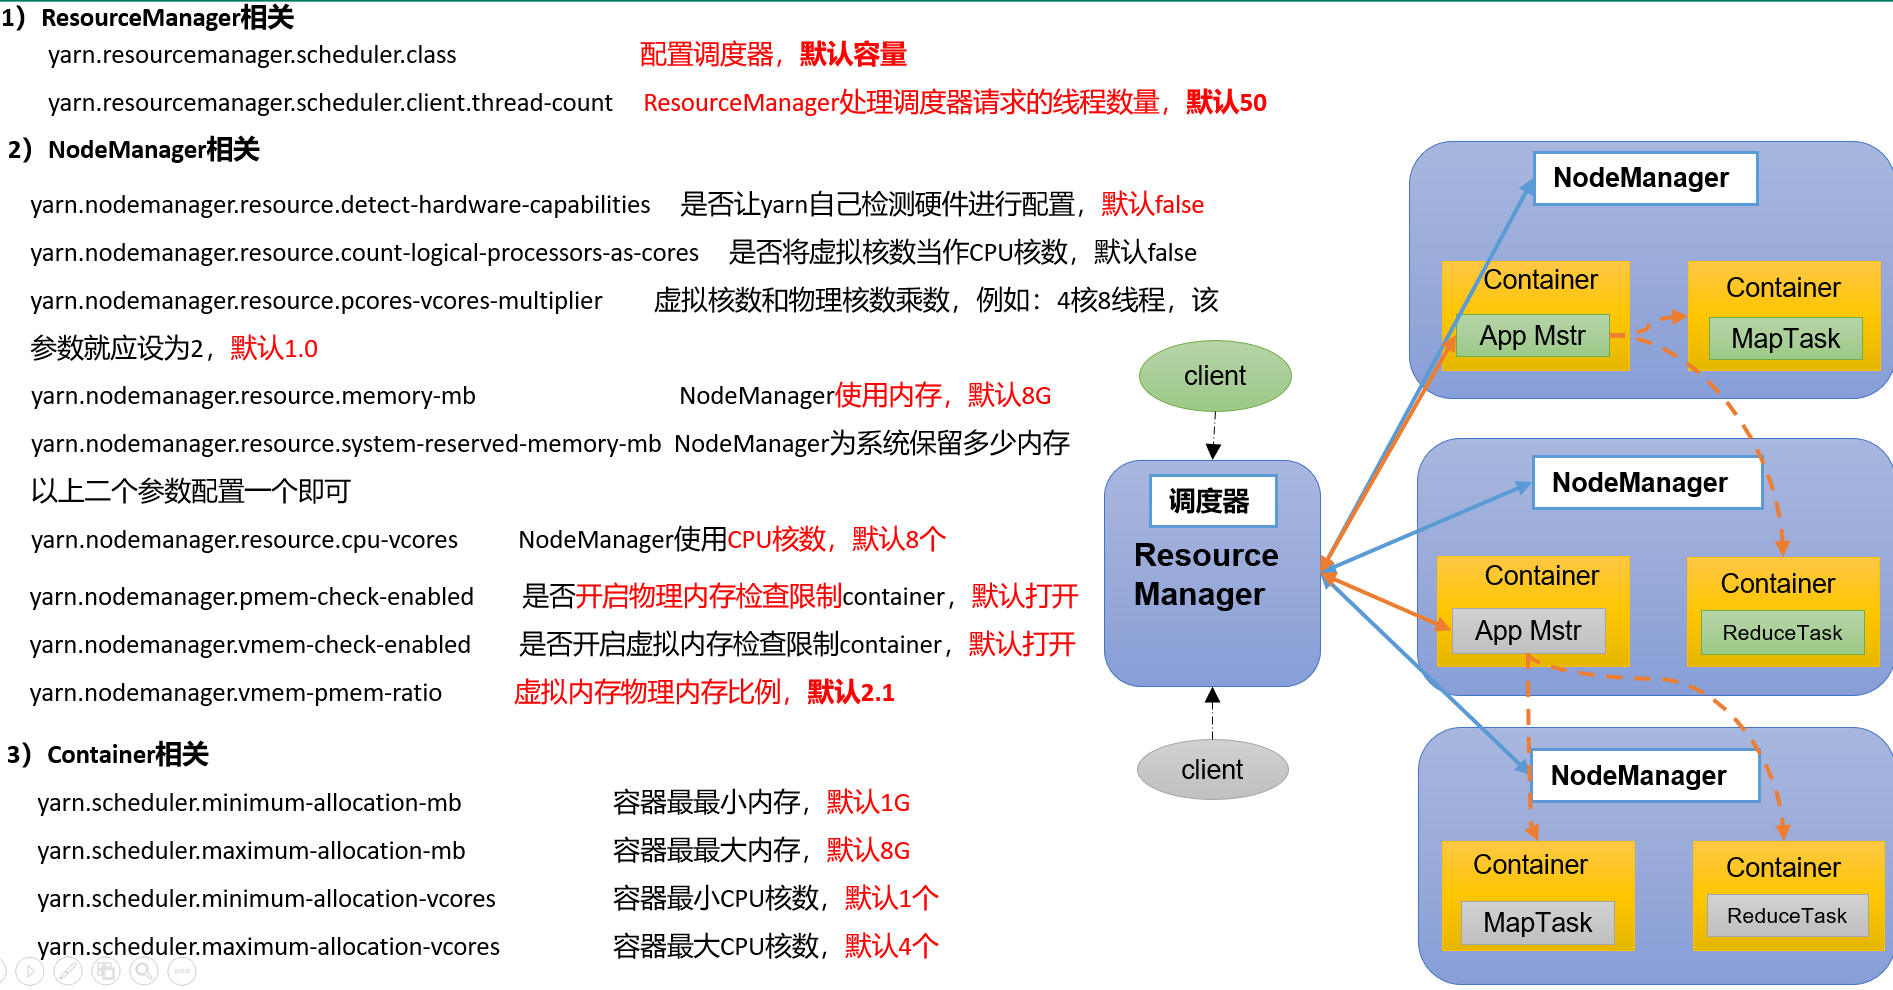 1）ResourceManager相关
yarn.resourcemanager.scheduler.class 配置调度器，默认容量
yarn.resourcemanager.scheduler.client.thread-count ResourceManager处理调度器请求的线程数量，默认50
2）NodeManager相关
yarn.nodemanager.resource.detect-hardware-capabilities 是否让yarn自己检测硬件进行配置，默认false
yarn.nodemanager.resource.count-logical-processors-as-cores 是否将虚拟核数当作CPU核数，默认false
yarn.nodemanager.resource.pcores-vcores-multiplier 虚拟核数和物理核数乘数，例如：4核8线程，该
参数就应设为2，默认1.0
yarn.nodemanager.resource.memory-mb NodeManager使用内存，默认8G
yarn.nodemanager.resource.system-reserved-memory-mb NodeManager为系统保留多少内存
以上二个参数配置一个即可
yarn.nodemanager.resource.cpu-vcores NodeManager使用CPU核数，默认8个
yarn.nodemanager.pmem-check-enabled 是否开启物理内存检查限制container，默认打开
yarn.nodemanager.vmem-check-enabled 是否开启虚拟内存检查限制container，默认打开
yarn.nodemanager.vmem-pmem-ratio 虚拟内存物理内存比例，默认2.1
3）Container相关
yarn.scheduler.minimum-allocation-mb 容器最最小内存，默认1G
yarn.scheduler.maximum-allocation-mb 容器最最大内存，默认8G
yarn.scheduler.minimum-allocation-vcores 容器最小CPU核数，默认1个
yarn.scheduler.maximum-allocation-vcores 容器最大CPU核数，默认4个
client
调度器
Resource
Manager
client
NodeManager
Container
App Mstr
Container
MapTask
NodeManager
Container
App Mstr
Container
ReduceTask
NodeManager
Container
MapTask
Container
ReduceTask